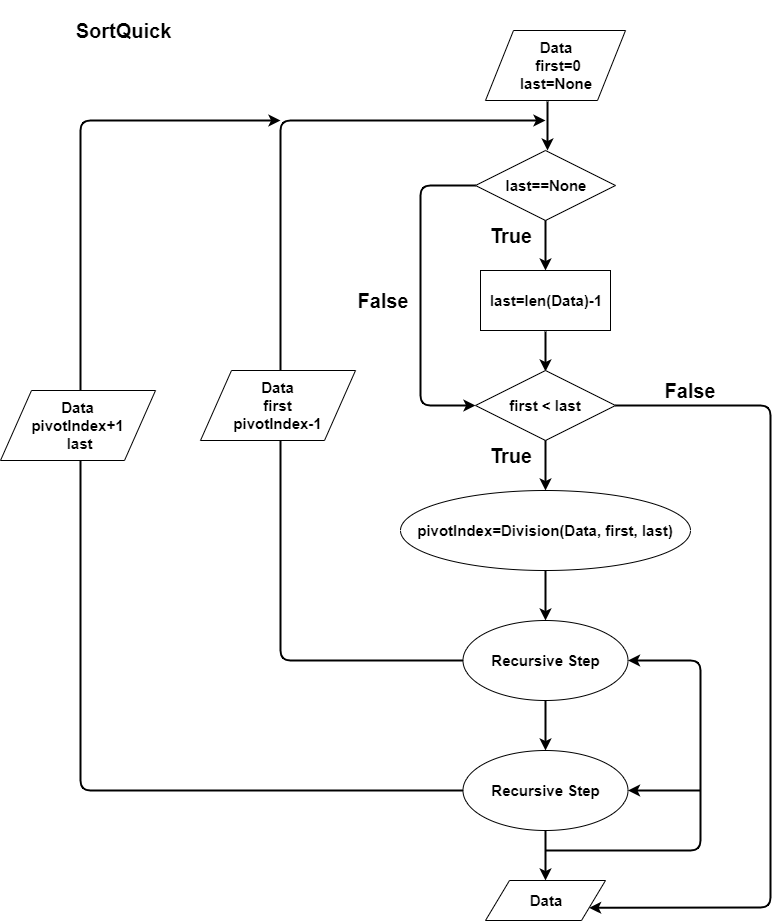 SortQuick
Data
first=0
last=None
last==None
True
last=len(Data)-1
False
first < last
False
True
Data
first
pivotIndex-1
Data
pivotIndex+1
last
pivotIndex=Division(Data, first, last)
Recursive Step
Recursive Step
Data